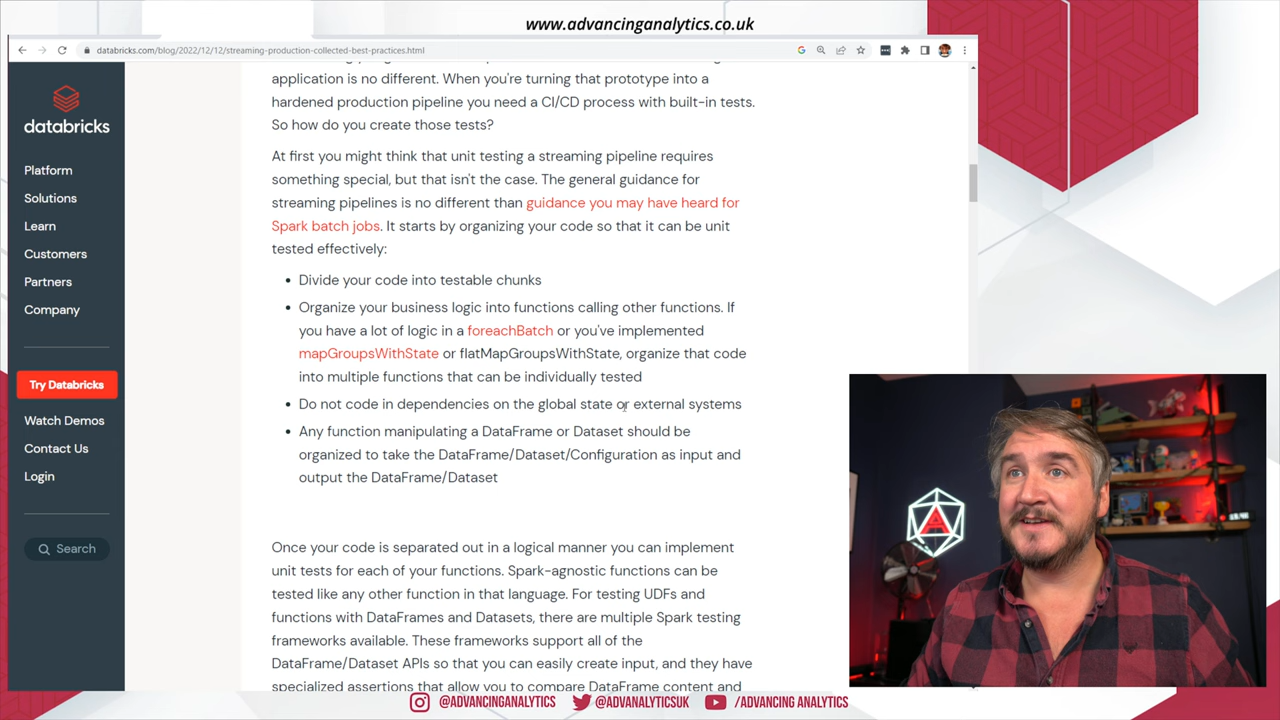 www.advancinganalytics.co.uk
databricks.com/blog/2022/12/12/streaming-production-collected-best-practices.html
databricks
Platform
Solutions
Learn
Customers
Partners
Company
Try Databricks
Watch Demos
Contact Us
Login
Search
application is no different. When you're turning that prototype into a
hardened production pipeline you need a CI/CD process with built-in tests.
So how do you create those tests?
At first you might think that unit testing a streaming pipeline requires
something special, but that isn't the case. The general guidance for
streaming pipelines is no different than guidance you may have heard for
Spark batch jobs. It starts by organizing your code so that it can be unit
tested effectively:
• Divide your code into testable chunks
• Organize your business logic into functions calling other functions. If
you have a lot of logic in a foreachBatch or you've implemented
mapGroupsWithState or flatMapGroupsWithState, organize that code
into multiple functions that can be individually tested
• Do not code in dependencies on the global state or external systems
• Any function manipulating a DataFrame or Dataset should be
organized to take the DataFrame/Dataset/Configuration as input and
output the DataFrame/Dataset
Once your code is separated out in a logical manner you can implement
unit tests for each of your functions. Spark-agnostic functions can be
tested like any other function in that language. For testing UDFs and
functions with DataFrames and Datasets, there are multiple Spark testing
frameworks available. These frameworks support all of the
DataFrame/Dataset APIs so that you can easily create input, and they have
specialized assertions that allow you to compare DataFrame content and
A
@ADVANCINGANALYTICS
@ADVANALYTICSUK
/ADVANCING ANALYTICS